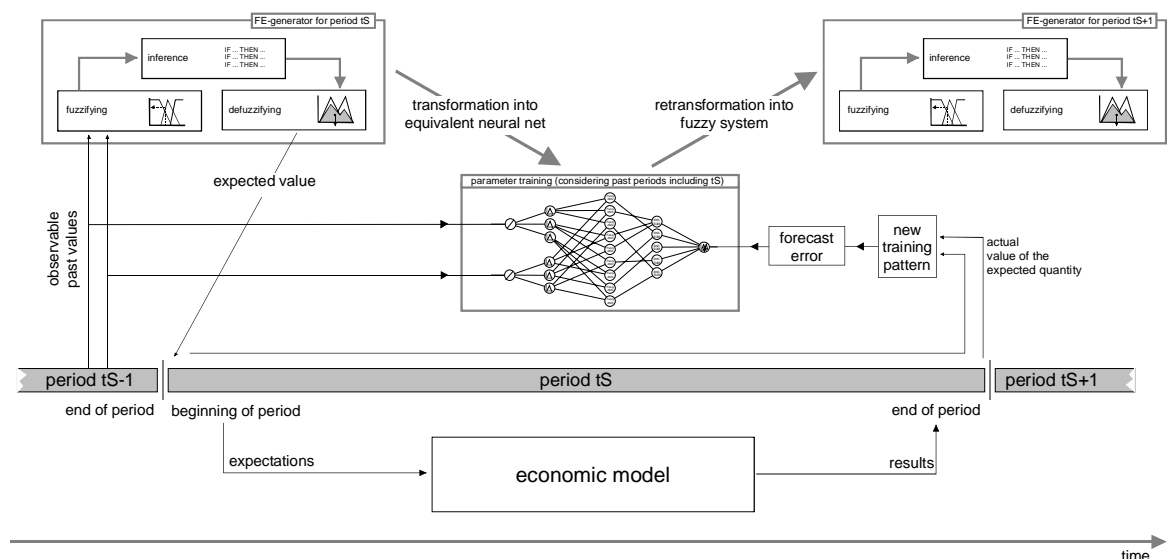 FE-generator for period tS
inference
IF ... THEN ...
IF ... THEN ...
IF ... THEN ...
fuzzifying
defuzzifying
FE-generator for period tS+1
inference
IF ... THEN ...
IF ... THEN ...
IF ... THEN ...
fuzzifying
defuzzifying
transformation into
equivalent neural net
retransformation into
fuzzy system
expected value
parameter training (considering past periods including tS)
observable
past values
forecast
error
new
training
pattern
actual
value of the
expected quantity
period tS-1
period tS
period tS+1
end of period
beginning of period
end of period
expectations
economic model
results
time